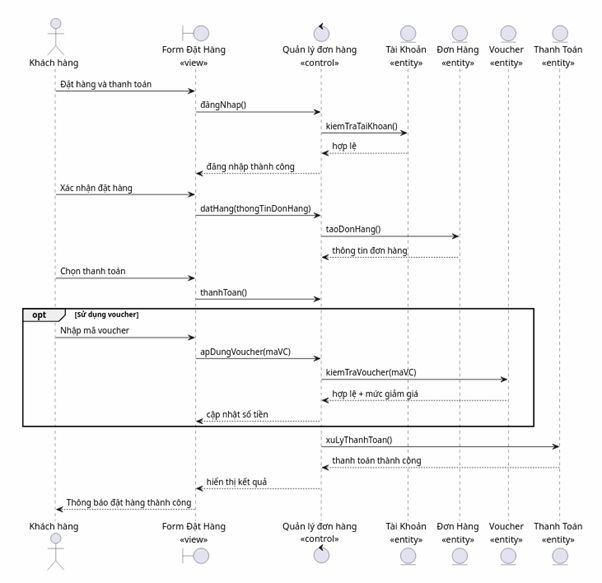 Khách hàng
Form Đặt Hàng
«view»
Quản lý đơn hàng
«control»
Tài Khoản
«entity»
Đơn Hàng
«entity»
Voucher
«entity»
Thanh Toán
«entity»
Đặt hàng và thanh toán
đăngNhap()
kiemTraTaiKhoan()
hợp lệ
đăng nhập thành công
Xác nhận đặt hàng
datHang(thongTinDonHang)
taoDonHang()
thông tin đơn hàng
Chọn thanh toán
thanhToan()
opt [Sử dụng voucher]
Nhập mã voucher
apDungVoucher(maVC)
kiemTraVoucher(maVC)
hợp lệ + mức giảm giá
cập nhật số tiền
xuLyThanhToan()
thanh toán thành công
hiển thị kết quả
Thông báo đặt hàng thành công
Khách hàng
Form Đặt Hàng
«view»
Quản lý đơn hàng
«control»
Tài Khoản
«entity»
Đơn Hàng
«entity»
Voucher
«entity»
Thanh Toán
«entity»